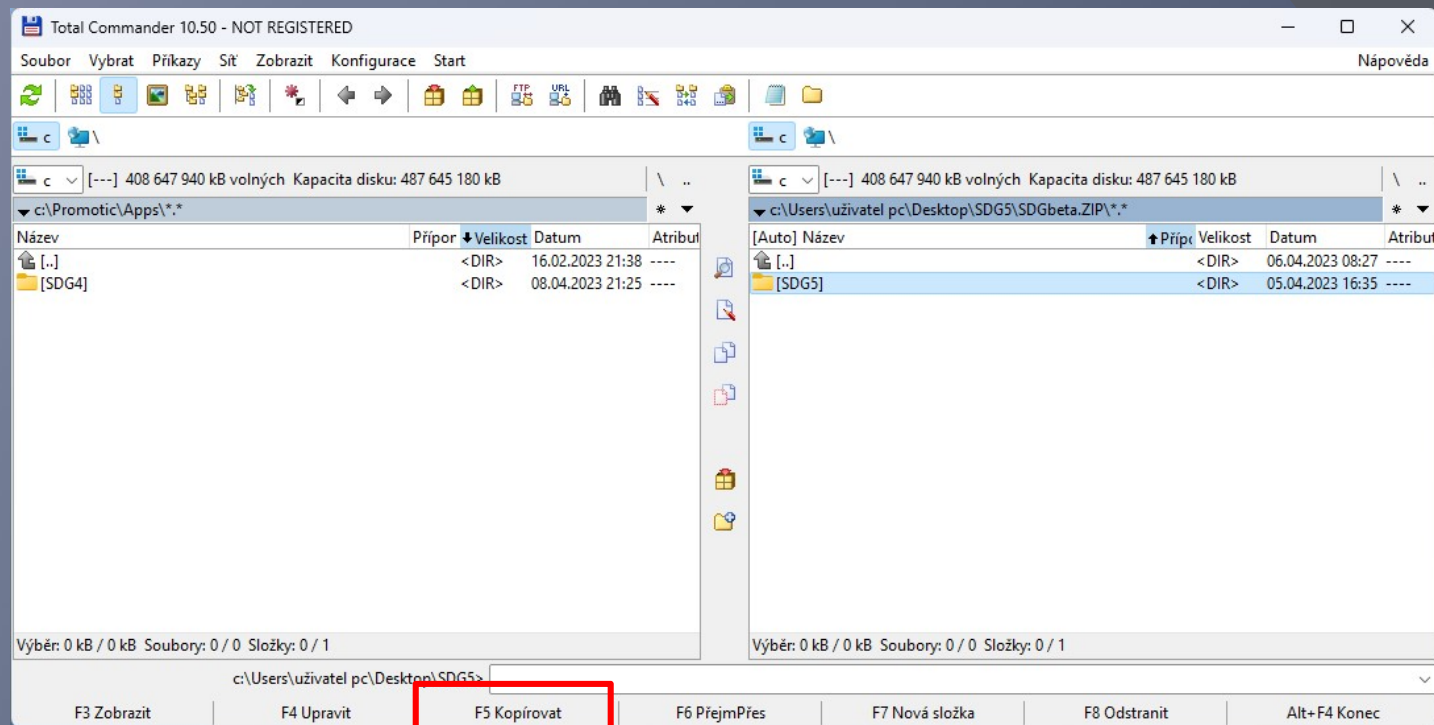 Total Commander 10.50 - NOT REGISTERED
Soubor Vybrat Příkazy Síť Zobrazit Konfigurace Start Nápověda
FTP URL
c \ c \
c [---] 408 647 940 kB volných Kapacita disku: 487 645 180 kB \ .. c [---] 408 647 940 kB volných Kapacita disku: 487 645 180 kB \ ..
c:\Promotic\Apps\*.* * c:\Users\uživatel pc\Desktop\SDG5\SDGbeta.ZIP\*.* *
Název Přípor Velikost Datum Atribut [Auto] Název Přípo Velikost Datum Atribut
[..] <DIR> 16.02.2023 21:38 ---- [..] <DIR> 06.04.2023 08:27 ----
[SDG4] <DIR> 08.04.2023 21:25 ---- [SDG5] <DIR> 05.04.2023 16:35 ----
Výběr: 0 kB / 0 kB Soubory: 0 / 0 Složky: 0 / 1 Výběr: 0 kB / 0 kB Soubory: 0 / 0 Složky: 0 / 1
c:\Users\uživatel pc\Desktop\SDG5>
F3 Zobrazit F4 Upravit F5 Kopírovat F6 PřejmPřes F7 Nová složka F8 Odstranit Alt+F4 Konec